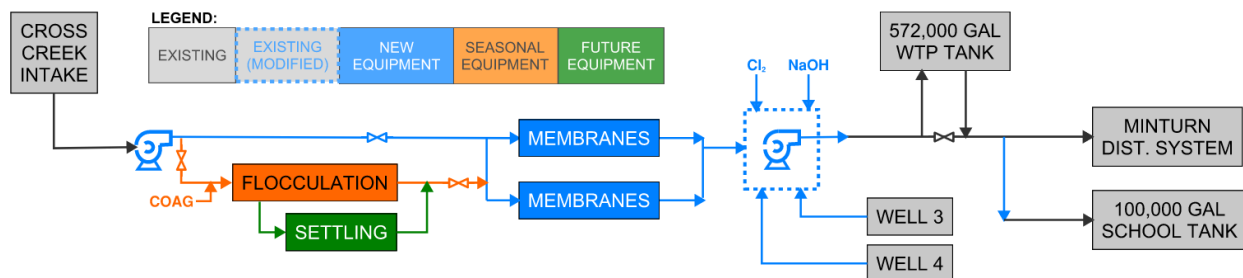 LEGEND:
CROSS
CREEK
INTAKE
EXISTING
EXISTING
(MODIFIED)
NEW
EQUIPMENT
SEASONAL
EQUIPMENT
FUTURE
EQUIPMENT
572,000 GAL
WTP TANK
Cl₂
NaOH
MEMBRANES
MINTURN
DIST. SYSTEM
FLOCCULATION
COAG
MEMBRANES
SETTLING
WELL 3
100,000 GAL
SCHOOL TANK
WELL 4